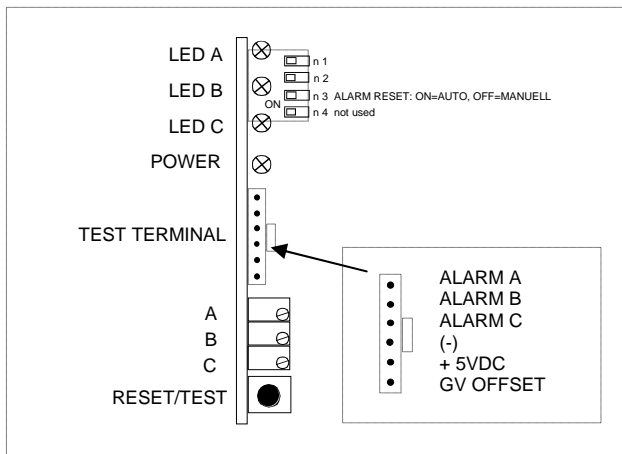 LED A
n 1
n 2
LED B
ON
n 3 ALARM RESET: ON=AUTO, OFF=MANUELL
n 4 not used
LED C
POWER
TEST TERMINAL
A
B
C
RESET/TEST
ALARM A
ALARM B
ALARM C
(-)
+ 5VDC
GV OFFSET